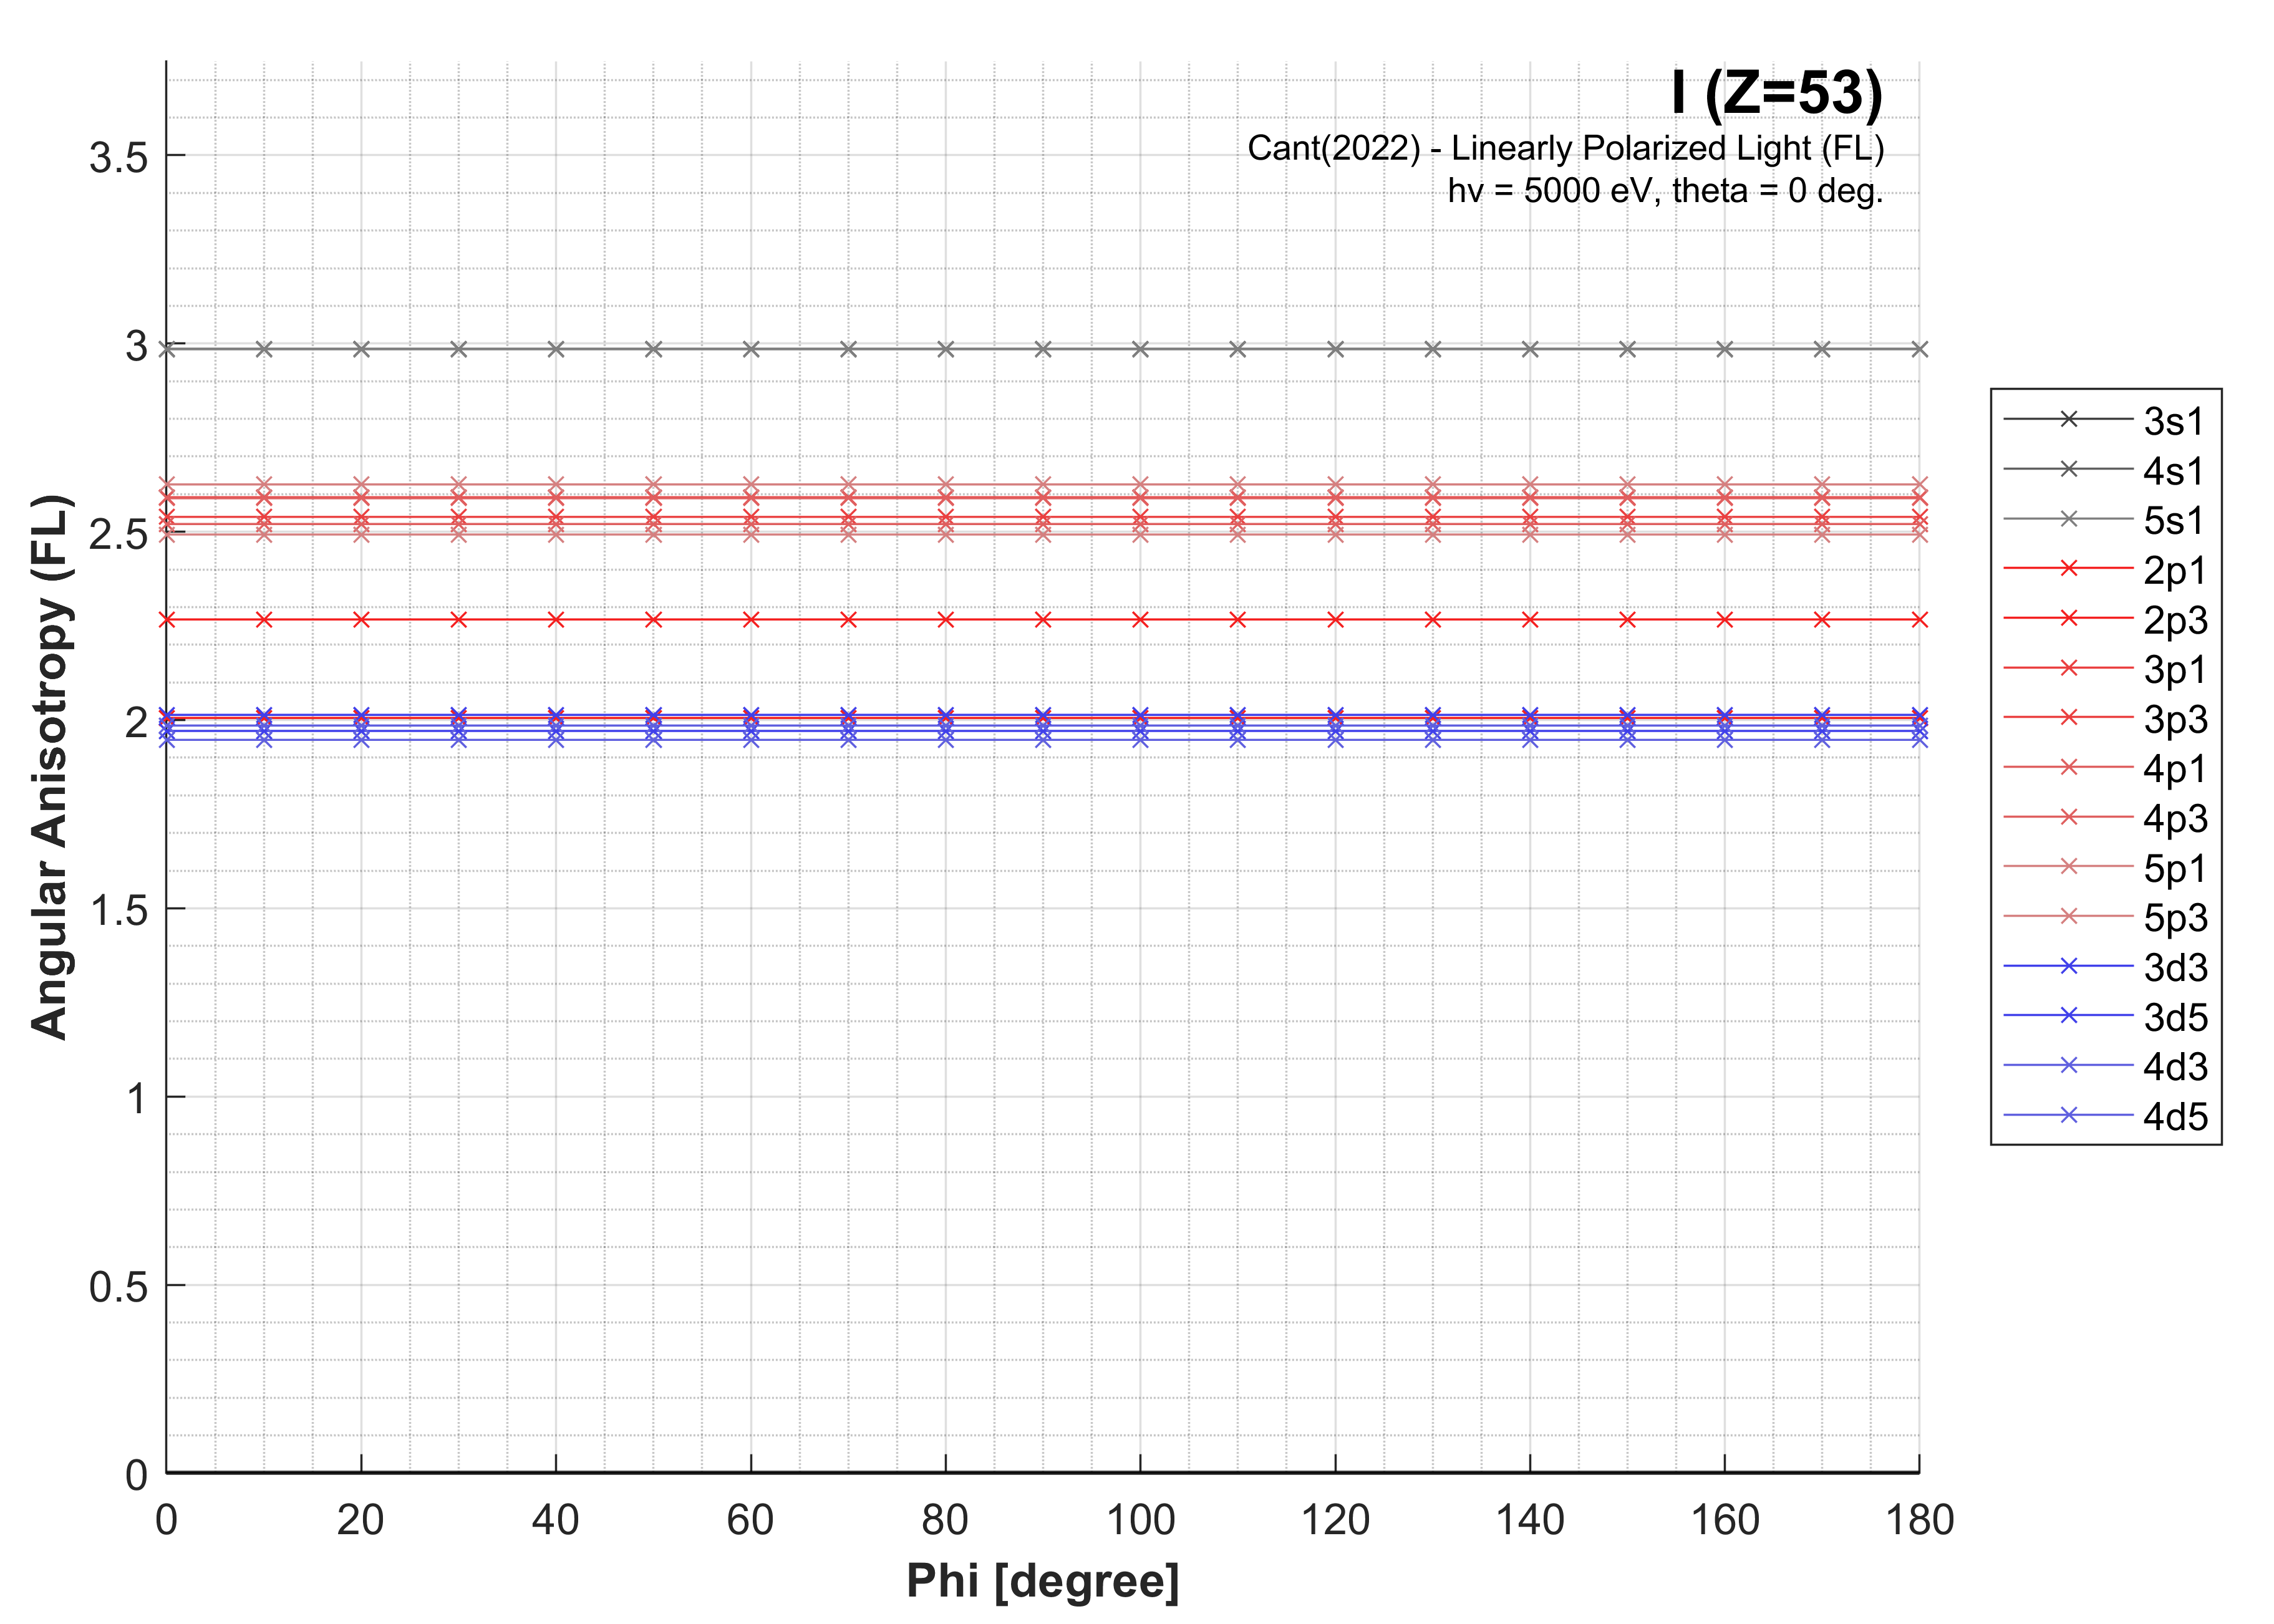 I (Z=53)
Cant(2022) - Linearly Polarized Light (FL)
hv = 5000 eV, theta = 0 deg.
Angular Anisotropy (FL)
3.5
3
2.5
2
1.5
1
0.5
0
0 20 40 60 80 100 120 140 160 180
Phi [degree]
3s1
4s1
5s1
2p1
2p3
3p1
3p3
4p1
4p3
5p1
5p3
3d3
3d5
4d3
4d5